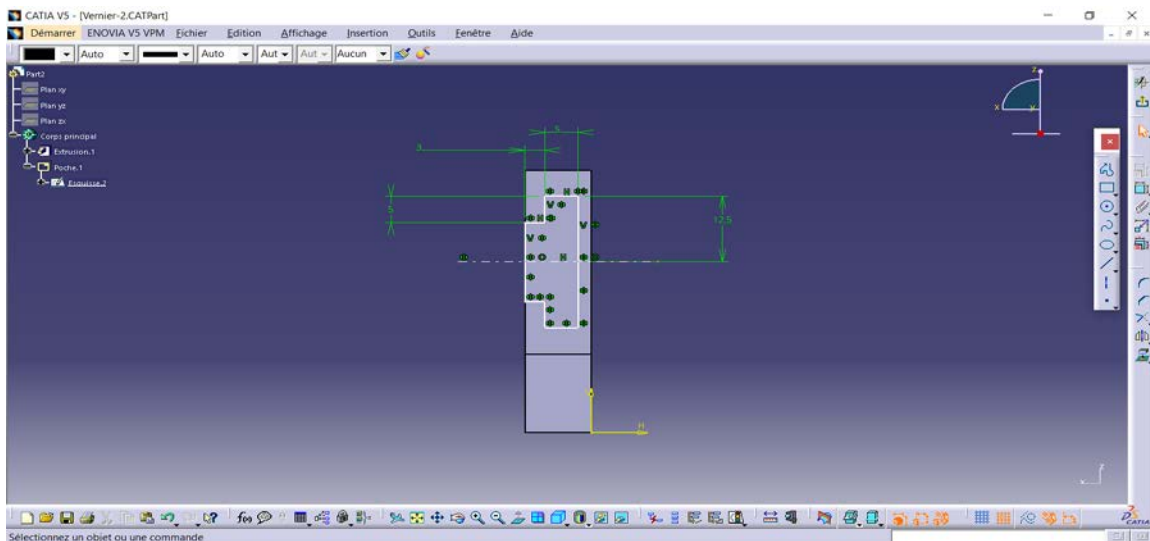 CATIA V5 - [Vernier-2.CATPart]
Démarrer ENOVIA V5 VPM Fichier Edition Affichage Insertion Outils Fenêtre Aide
Auto Auto Aut Aut Aucun
Part2
Plan xy
Plan yz
Plan zx
Corps principal
Extrusion.1
Poche.1
Esquisse.2
z
x
y
5
3
5
12.5
H
V
H
V
V
H
H
z
x
f(x)
CATIA
Sélectionnez un objet ou une commande